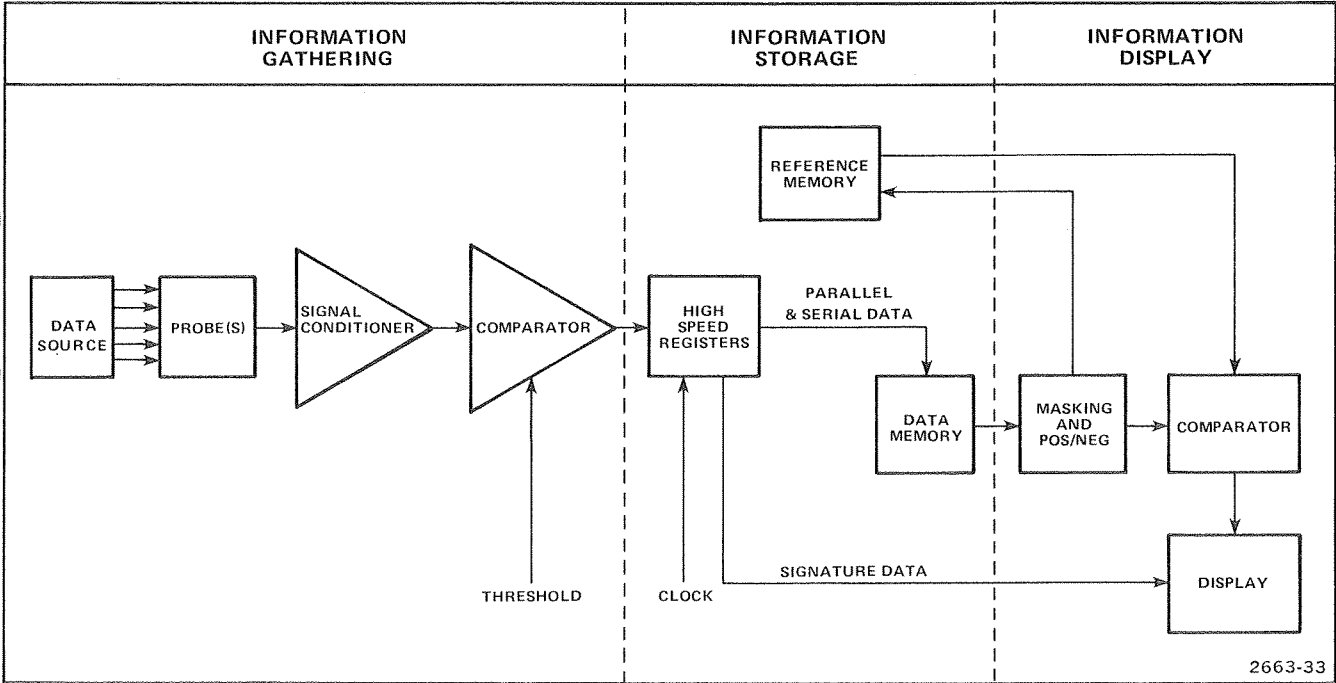 INFORMATION
GATHERING
INFORMATION
STORAGE
INFORMATION
DISPLAY
REFERENCE
MEMORY
DATA
SOURCE
PROBE(S)
SIGNAL
CONDITIONER
COMPARATOR
HIGH
SPEED
REGISTERS
PARALLEL
& SERIAL DATA
DATA
MEMORY
MASKING
AND
POS/NEG
COMPARATOR
THRESHOLD
CLOCK
SIGNATURE DATA
DISPLAY
2663-33